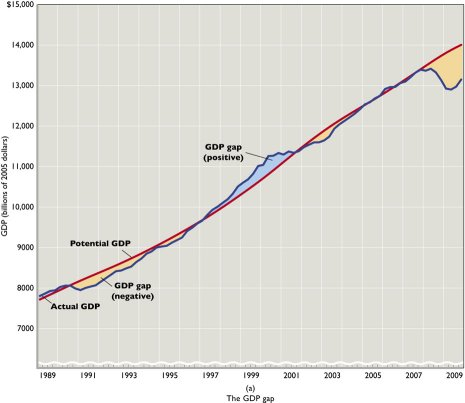 $15,000
14,000
13,000
12,000
11,000
10,000
9000
8000
7000
GDP (billions of 2005 dollars)
GDP gap
(positive)
Potential GDP
GDP gap
(negative)
Actual GDP
1989 1991 1993 1995 1997 1999 2001 2003 2005 2007 2009
(a)
The GDP gap